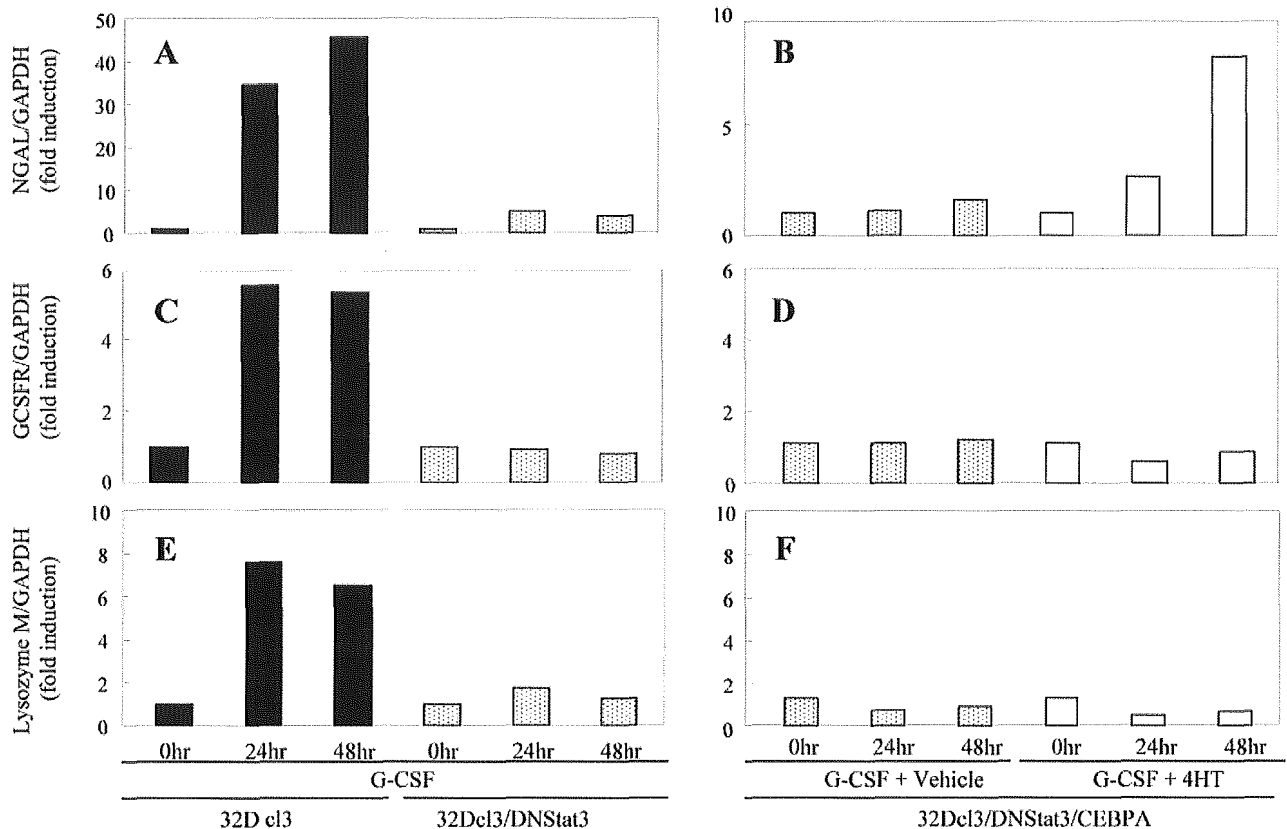 NGAL/GAPDH
(fold induction)
50
40
30
20
10
0
A
10
5
0
B
GCSFR/GAPDH
(fold induction)
6
4
2
0
C
6
4
2
0
D
Lysozyme M/GAPDH
(fold induction)
10
8
6
4
2
0
E
10
8
6
4
2
0
F
0hr 24hr 48hr 0hr 24hr 48hr
G-CSF
32D cl3 32Dcl3/DNStat3
0hr 24hr 48hr 0hr 24hr 48hr
G-CSF + Vehicle G-CSF + 4HT
32Dcl3/DNStat3/CEBPA